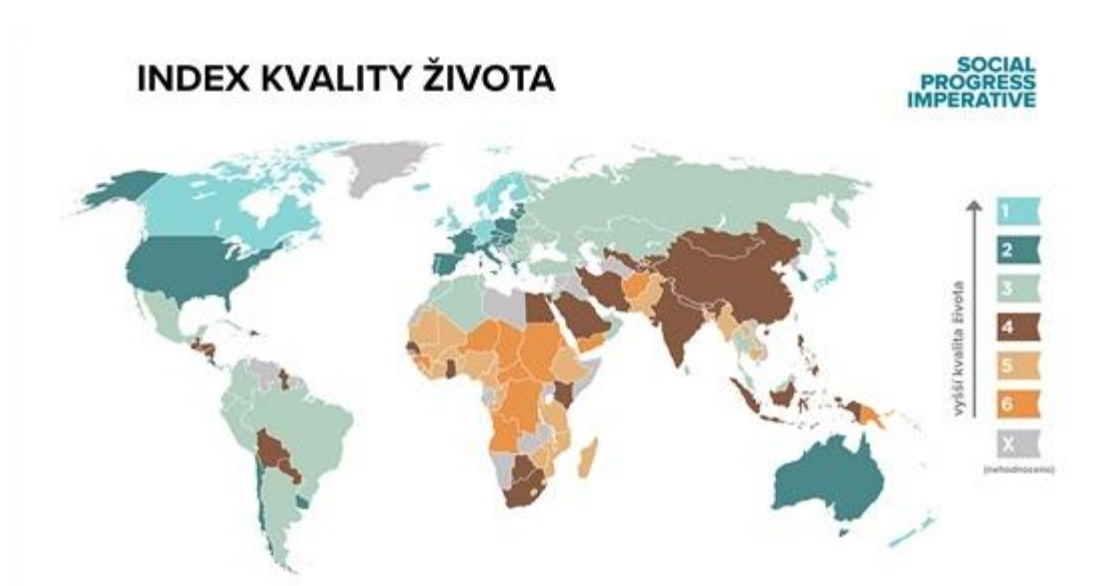 INDEX KVALITY ŽIVOTA
SOCIAL
PROGRESS
IMPERATIVE
vyšší kvalita života
1
2
3
4
5
6
X
(nehodnoceno)